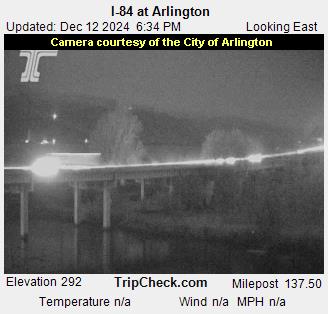 I-84 at Arlington
Updated: Dec 12 2024 6:34 PM Looking East
Camera courtesy of the City of Arlington
Elevation 292 TripCheck.com Milepost 137.50
Temperature n/a Wind n/a MPH n/a